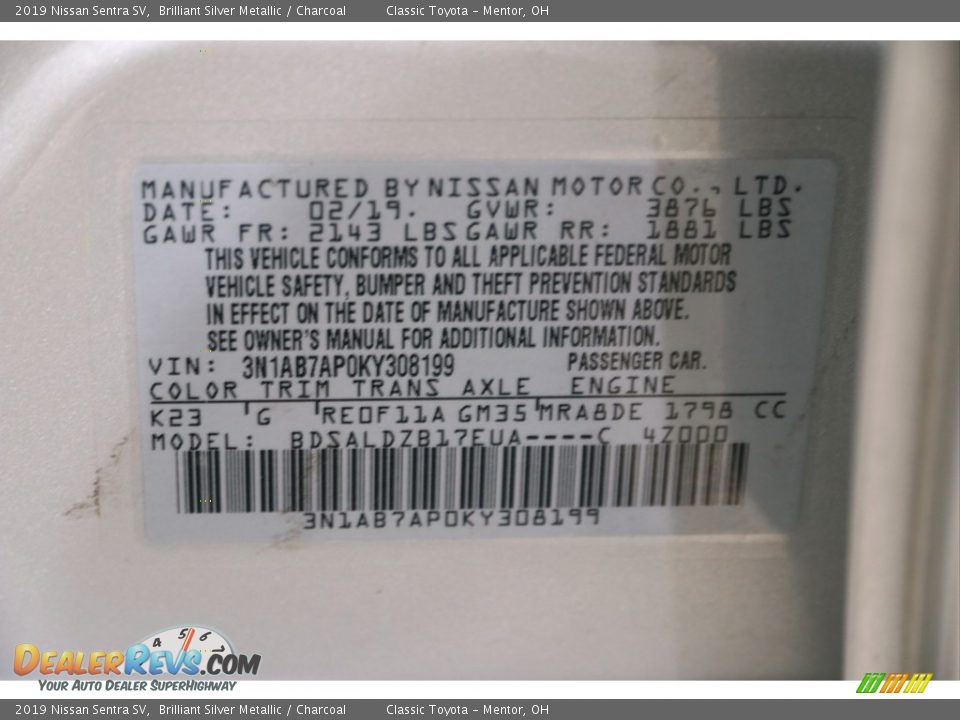 2019 Nissan Sentra SV, Brilliant Silver Metallic / Charcoal Classic Toyota - Mentor, OH
MANUFACTURED BY NISSAN MOTOR CO., LTD.
DATE: 02/19. GVWR: 3876 LBS
GAWR FR: 2143 LBS GAWR RR: 1881 LBS
THIS VEHICLE CONFORMS TO ALL APPLICABLE FEDERAL MOTOR
VEHICLE SAFETY, BUMPER AND THEFT PREVENTION STANDARDS
IN EFFECT ON THE DATE OF MANUFACTURE SHOWN ABOVE.
SEE OWNER'S MANUAL FOR ADDITIONAL INFORMATION.
VIN: 3N1AB7AP0KY308199 PASSENGER CAR.
COLOR TRIM TRANS AXLE ENGINE
K23 G RE0F11A GM35 MRA8DE 1798 CC
MODEL: BDSALDZB17EUA----C 4Z000
3N1AB7AP0KY308199
4 5 6
DealerRevs.com
Your Auto Dealer SuperHighway
2019 Nissan Sentra SV, Brilliant Silver Metallic / Charcoal Classic Toyota - Mentor, OH